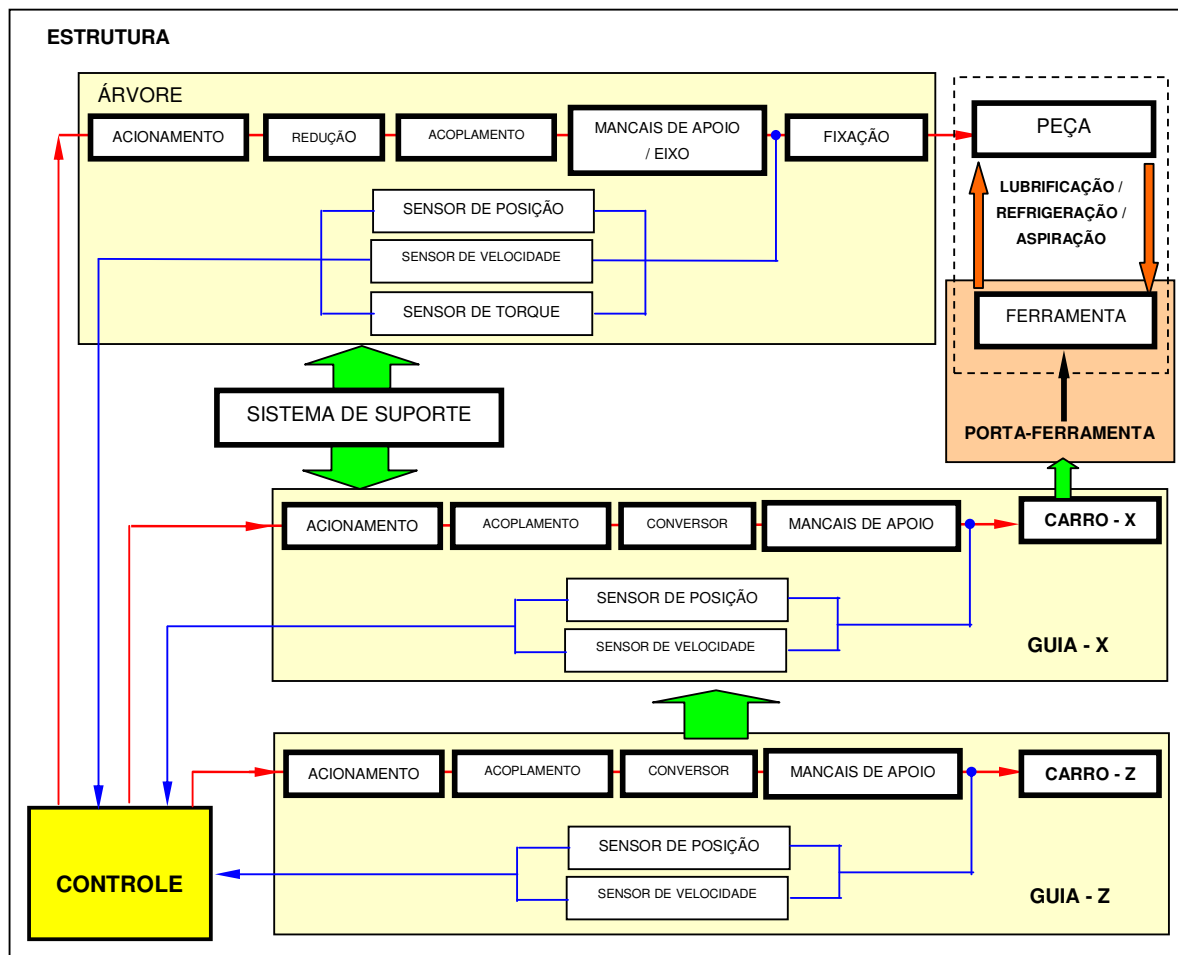 ESTRUTURA
ÁRVORE
ACIONAMENTO
REDUÇÃO
ACOPLAMENTO
MANCAIS DE APOIO
/ EIXO
FIXAÇÃO
PEÇA
LUBRIFICAÇÃO /
REFRIGERAÇÃO /
ASPIRAÇÃO
SENSOR DE POSIÇÃO
SENSOR DE VELOCIDADE
SENSOR DE TORQUE
FERRAMENTA
PORTA-FERRAMENTA
SISTEMA DE SUPORTE
ACIONAMENTO
ACOPLAMENTO
CONVERSOR
MANCAIS DE APOIO
CARRO - X
SENSOR DE POSIÇÃO
SENSOR DE VELOCIDADE
GUIA - X
ACIONAMENTO
ACOPLAMENTO
CONVERSOR
MANCAIS DE APOIO
CARRO - Z
SENSOR DE POSIÇÃO
SENSOR DE VELOCIDADE
GUIA - Z
CONTROLE